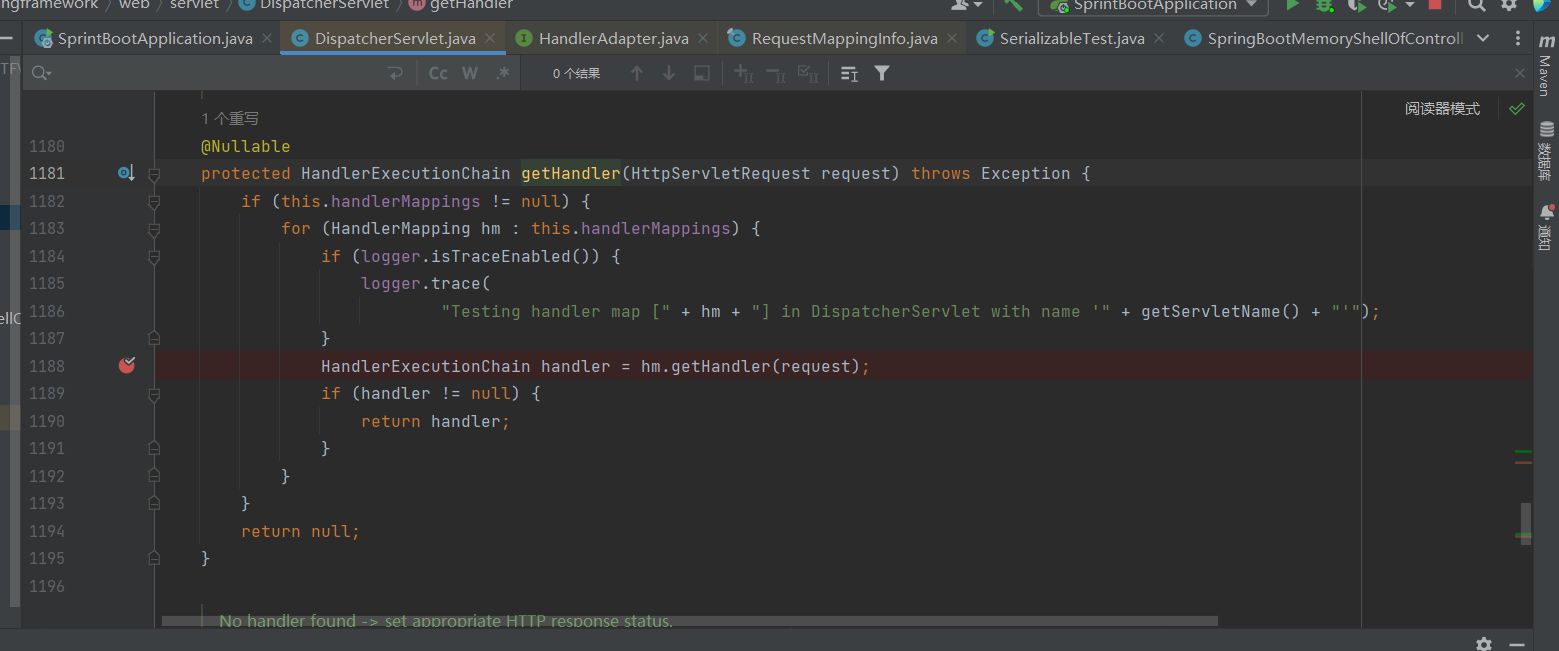 ngframework > web > servlet > DispatcherServlet > getHandler
SprintBootApplication
SprintBootApplication.java
DispatcherServlet.java
HandlerAdapter.java
RequestMappingInfo.java
SerializableTest.java
SpringBootMemoryShellOfControll
m
Maven
Cc W .*
0 个结果
阅读器模式
数据库
通知
1 个重写
1180 @Nullable
1181 protected HandlerExecutionChain getHandler(HttpServletRequest request) throws Exception {
1182 if (this.handlerMappings != null) {
1183 for (HandlerMapping hm : this.handlerMappings) {
1184 if (logger.isTraceEnabled()) {
1185 logger.trace(
1186 "Testing handler map [" + hm + "] in DispatcherServlet with name '" + getServletName() + "'");
1187 }
1188 HandlerExecutionChain handler = hm.getHandler(request);
1189 if (handler != null) {
1190 return handler;
1191 }
1192 }
1193 }
1194 return null;
1195 }
1196
No handler found -> set appropriate HTTP response status.